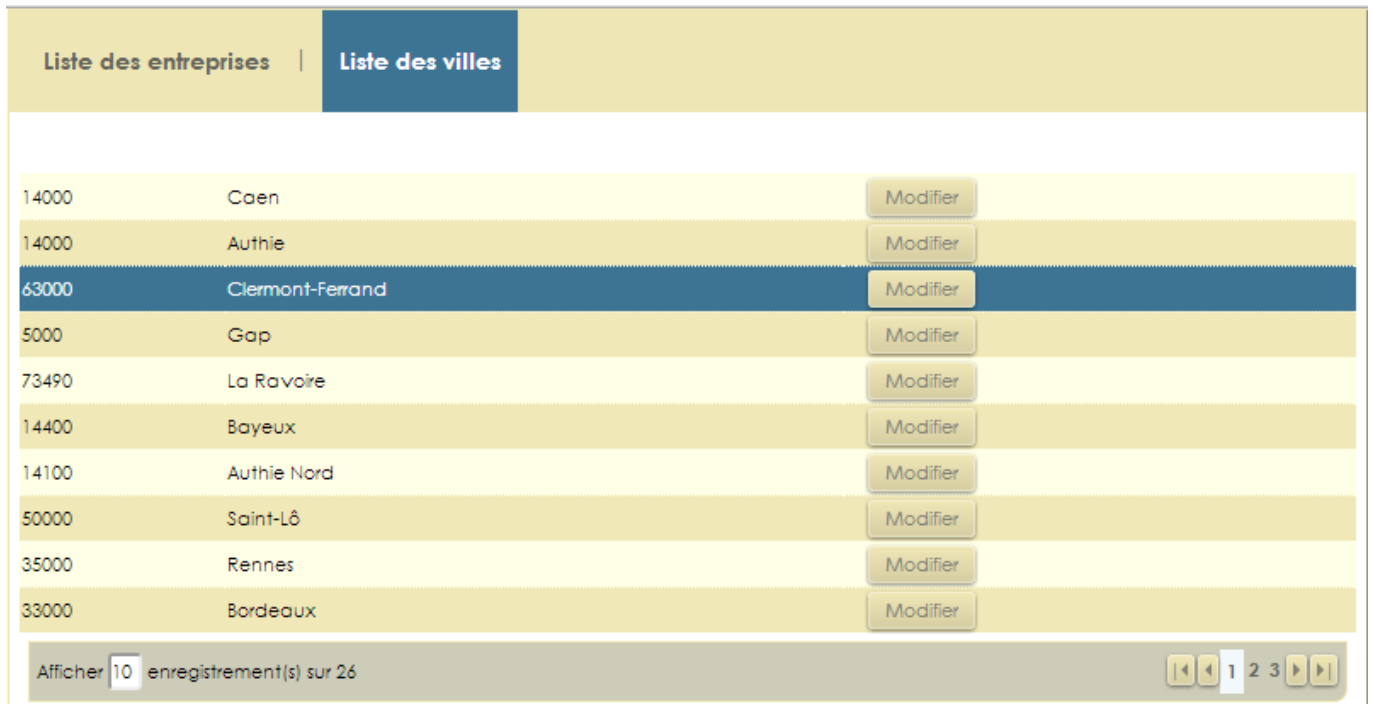 Liste des entreprises | Liste des villes
14000 Caen Modifier
14000 Authie Modifier
63000 Clermont-Ferrand Modifier
5000 Gap Modifier
73490 La Ravoire Modifier
14400 Bayeux Modifier
14100 Authie Nord Modifier
50000 Saint-Lô Modifier
35000 Rennes Modifier
33000 Bordeaux Modifier
Afficher 10 enregistrement(s) sur 26 1 2 3